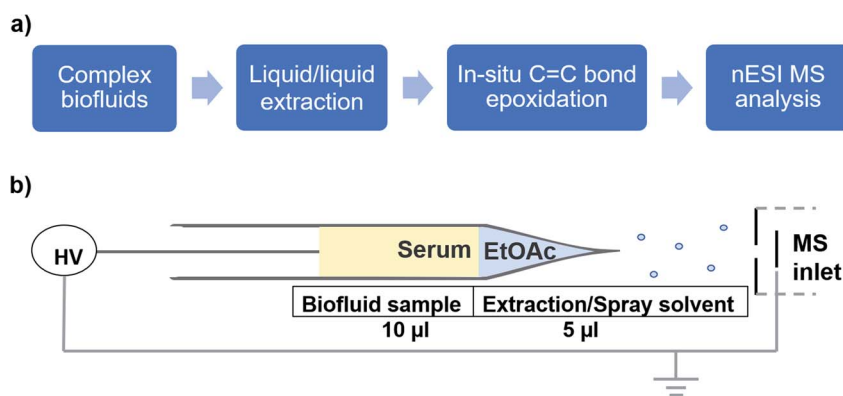 a)
Complex
biofluids
Liquid/liquid
extraction
In-situ C=C bond
epoxidation
nESI MS
analysis
b)
HV
Serum
EtOAc
MS
inlet
Biofluid sample
Extraction/Spray solvent
10 µl
5 µl